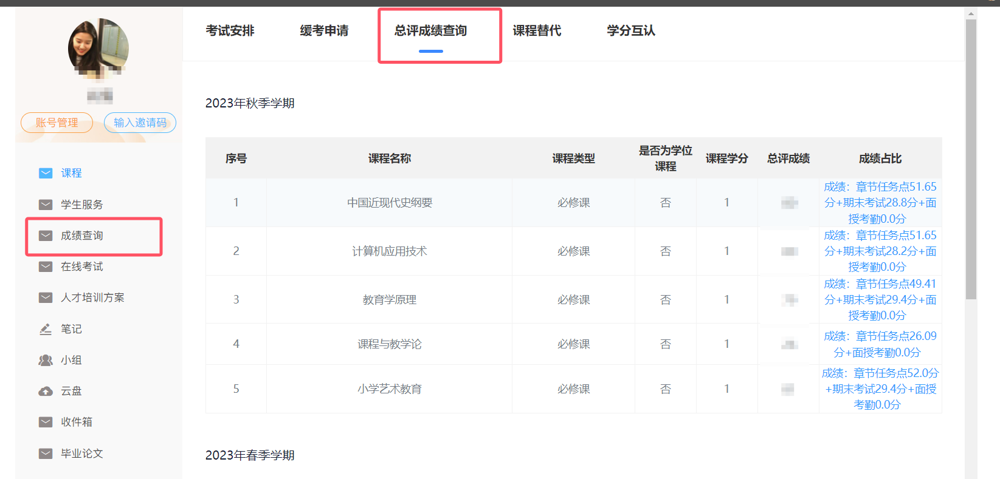 考试安排
缓考申请
总评成绩查询
课程替代
学分互认
账号管理
输入邀请码
课程
学生服务
成绩查询
在线考试
人才培训方案
笔记
小组
云盘
收件箱
毕业论文
2023年秋季学期
序号
课程名称
课程类型
是否为学位
课程
课程学分
总评成绩
成绩占比
1
中国近现代史纲要
必修课
否
1
成绩：章节任务点51.65
分+期末考试28.8分+面
授考勤0.0分
2
计算机应用技术
必修课
否
1
成绩：章节任务点51.65
分+期末考试28.2分+面
授考勤0.0分
3
教育学原理
必修课
否
1
成绩：章节任务点49.41
分+期末考试29.4分+面
授考勤0.0分
4
课程与教学论
必修课
否
1
成绩：章节任务点26.09
分+面授考勤0.0分
5
小学艺术教育
必修课
否
1
成绩：章节任务点52.0分
+期末考试29.4分+面授
考勤0.0分
2023年春季学期